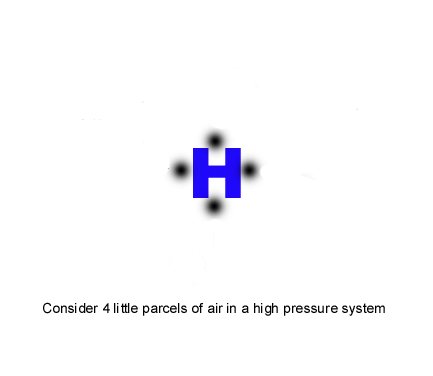 H
Consider 4 little parcels of air in a high pressure system